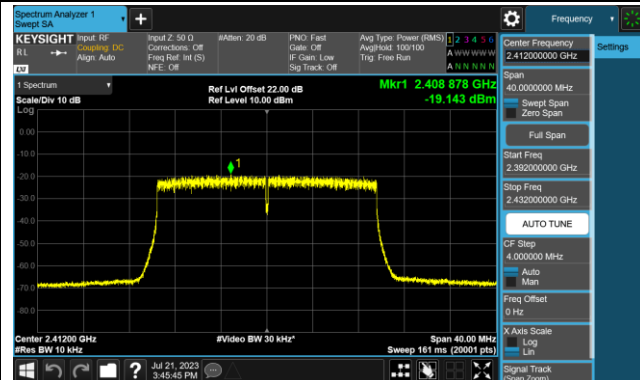 Spectrum Analyzer 1
Swept SA
Frequency
KEYSIGHT
RL
LXI
Input: RF
Coupling: DC
Align: Auto
Input Z: 50 Ω
Corrections: Off
Freq Ref: Int (S)
NFE: Off
#Atten: 20 dB
PNO: Fast
Gate: Off
IF Gain: Low
Sig Track: Off
Avg Type: Power (RMS)
Avg|Hold: 100/100
Trig: Free Run
1 2 3 4 5 6
A W W W W W
A N N N N N
1 Spectrum
Scale/Div 10 dB
Log
Ref Lvl Offset 22.00 dB
Ref Level 10.00 dBm
Mkr1 2.408 878 GHz
-19.143 dBm
0.00
-10.0
-20.0
-30.0
-40.0
-50.0
-60.0
-70.0
-80.0
1
Center 2.41200 GHz
#Res BW 10 kHz
#Video BW 30 kHz*
Span 40.00 MHz
Sweep 161 ms (20001 pts)
Center Frequency
2.412000000 GHz
Span
40.0000000 MHz
Swept Span
Zero Span
Full Span
Start Freq
2.392000000 GHz
Stop Freq
2.432000000 GHz
AUTO TUNE
CF Step
4.000000 MHz
Auto
Man
Freq Offset
0 Hz
X Axis Scale
Log
Lin
Signal Track
(Span Zoom)
Settings
Jul 21, 2023
3:45:45 PM